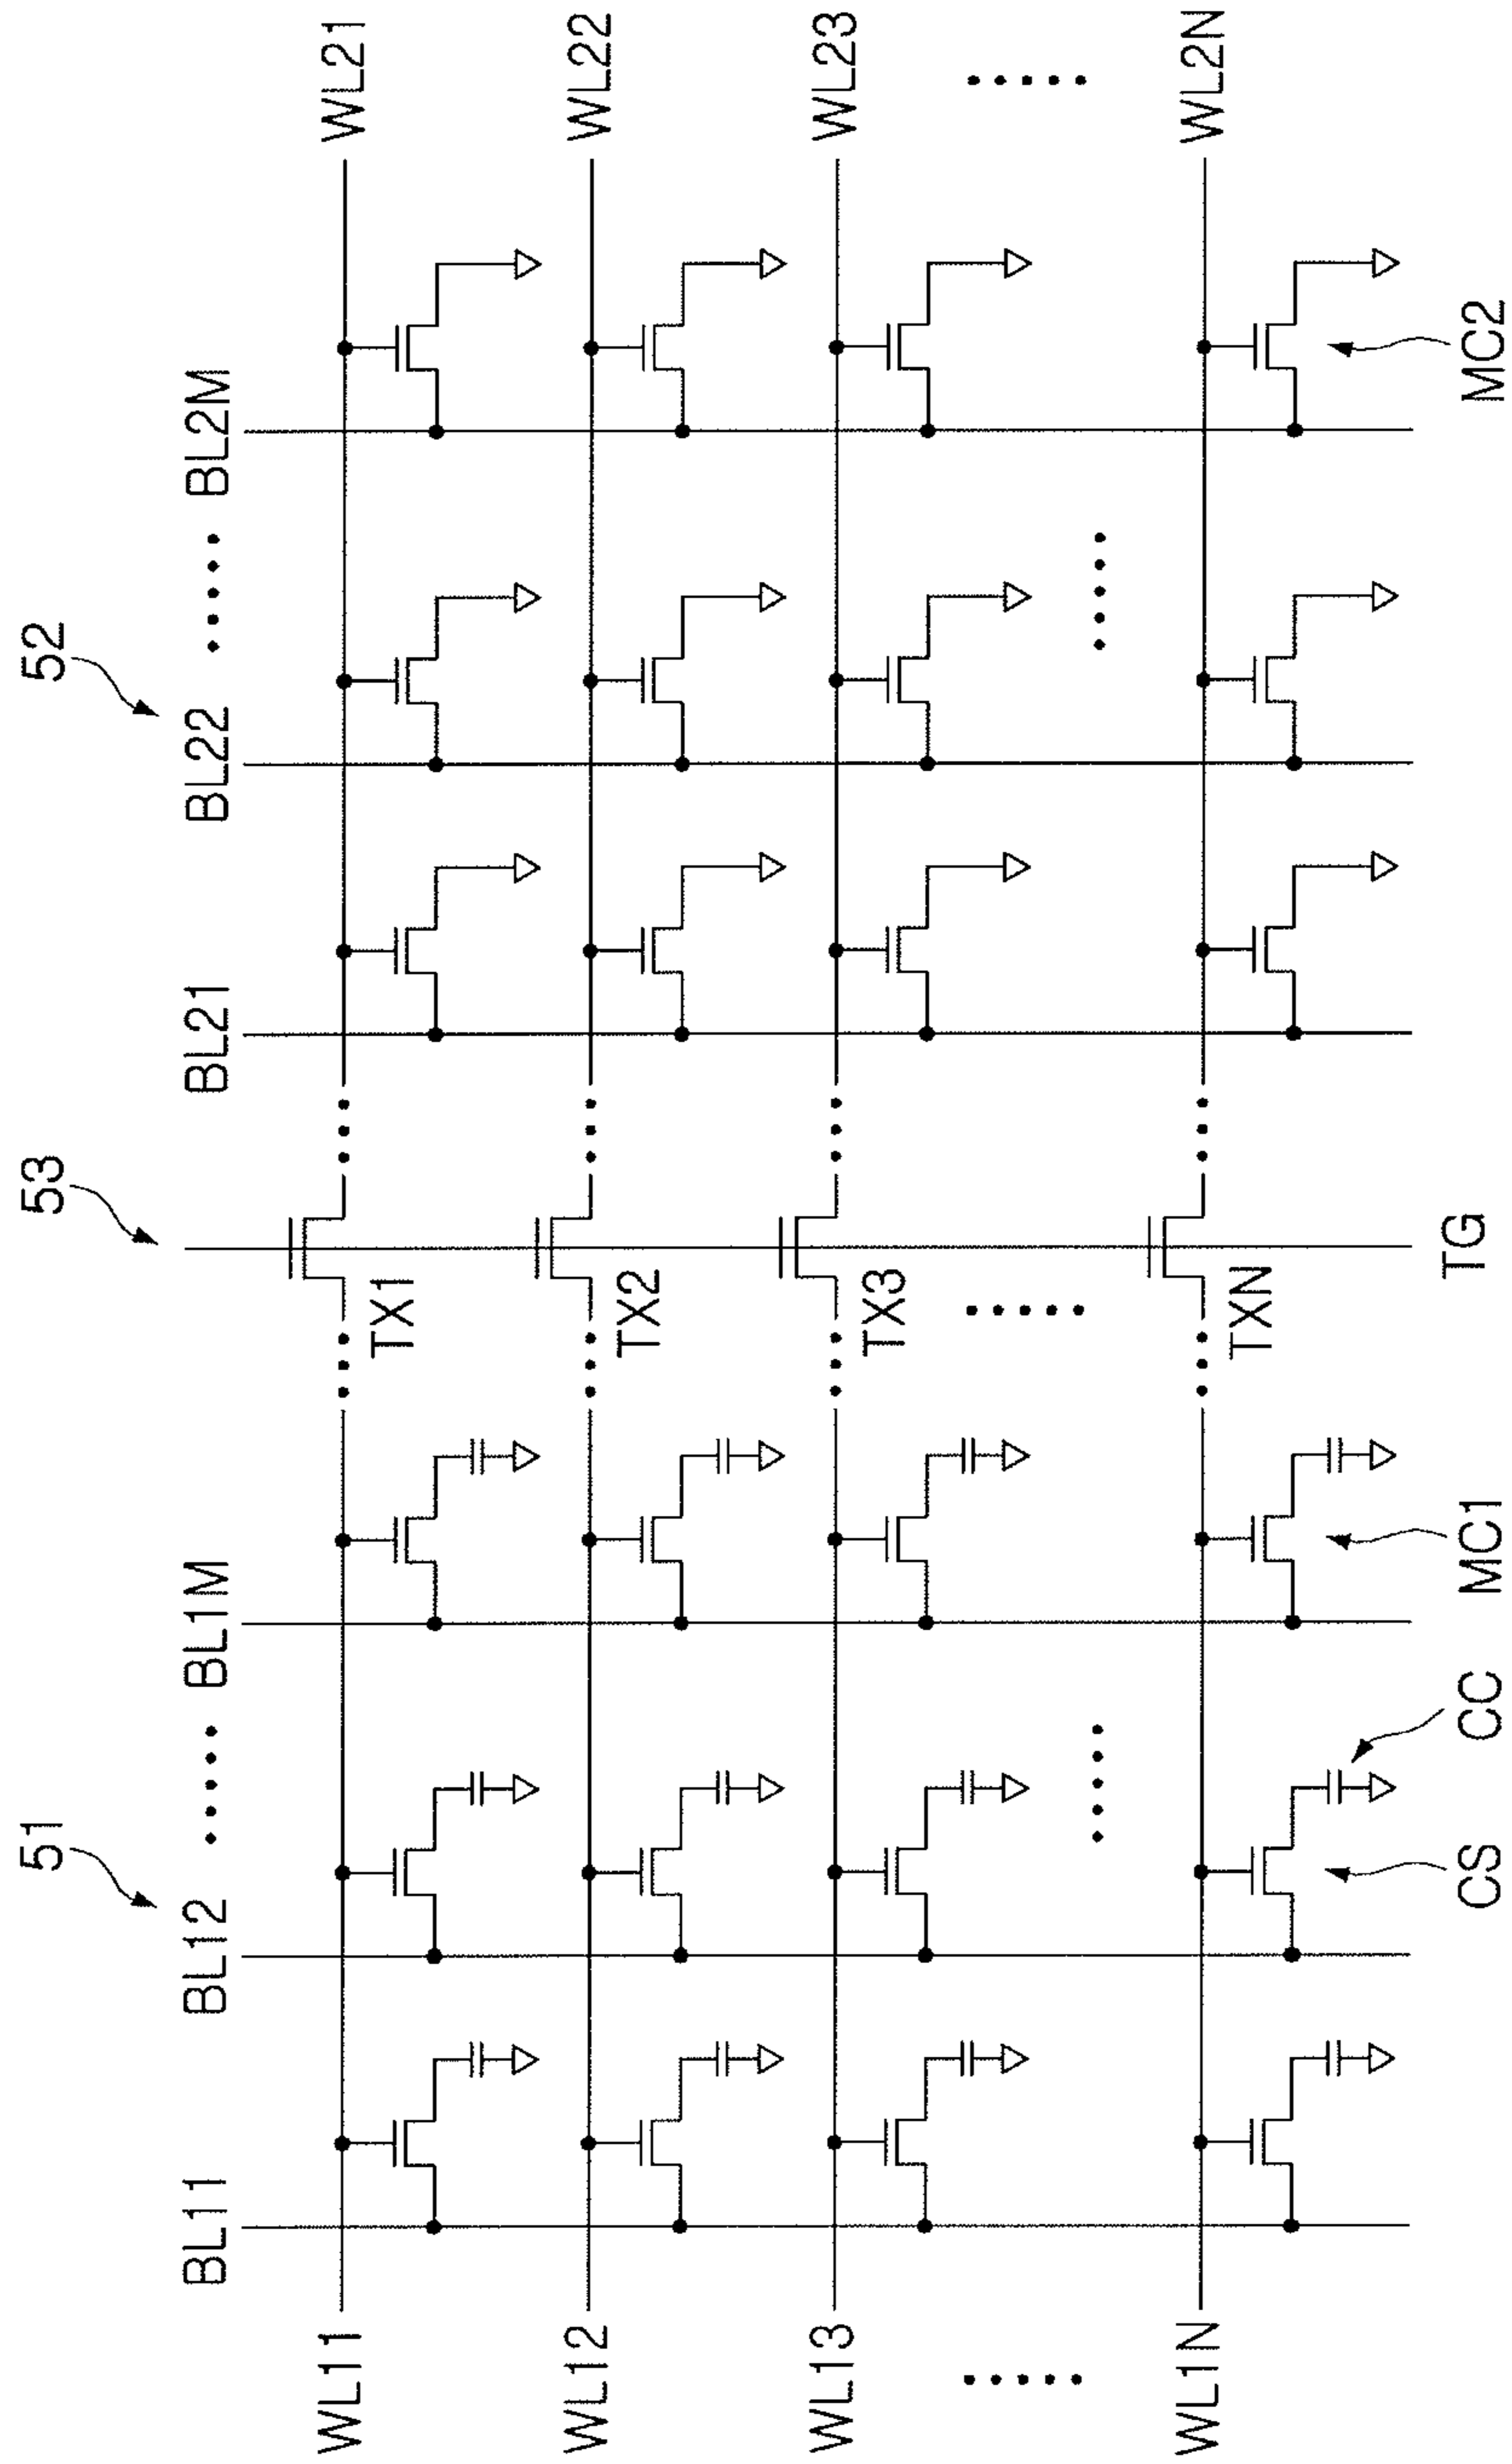 51
52
53
BL11
BL12
BL1M
BL21
BL22
BL2M
WL11
TX1
WL21
WL12
TX2
WL22
WL13
TX3
WL23
WL1N
TXN
WL2N
CS
CC
MC1
TG
MC2